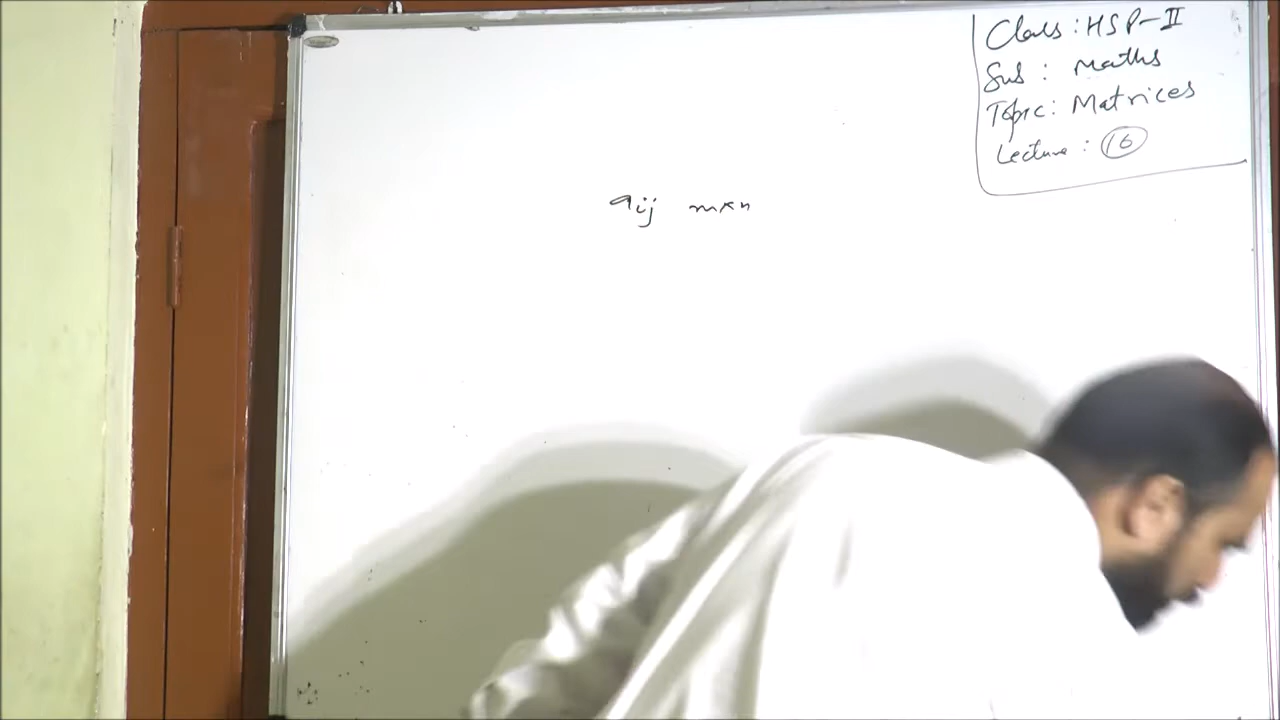 Class : HSP-II
Sub : Maths
Topic : Matrices
Lecture : 16
aij m×n